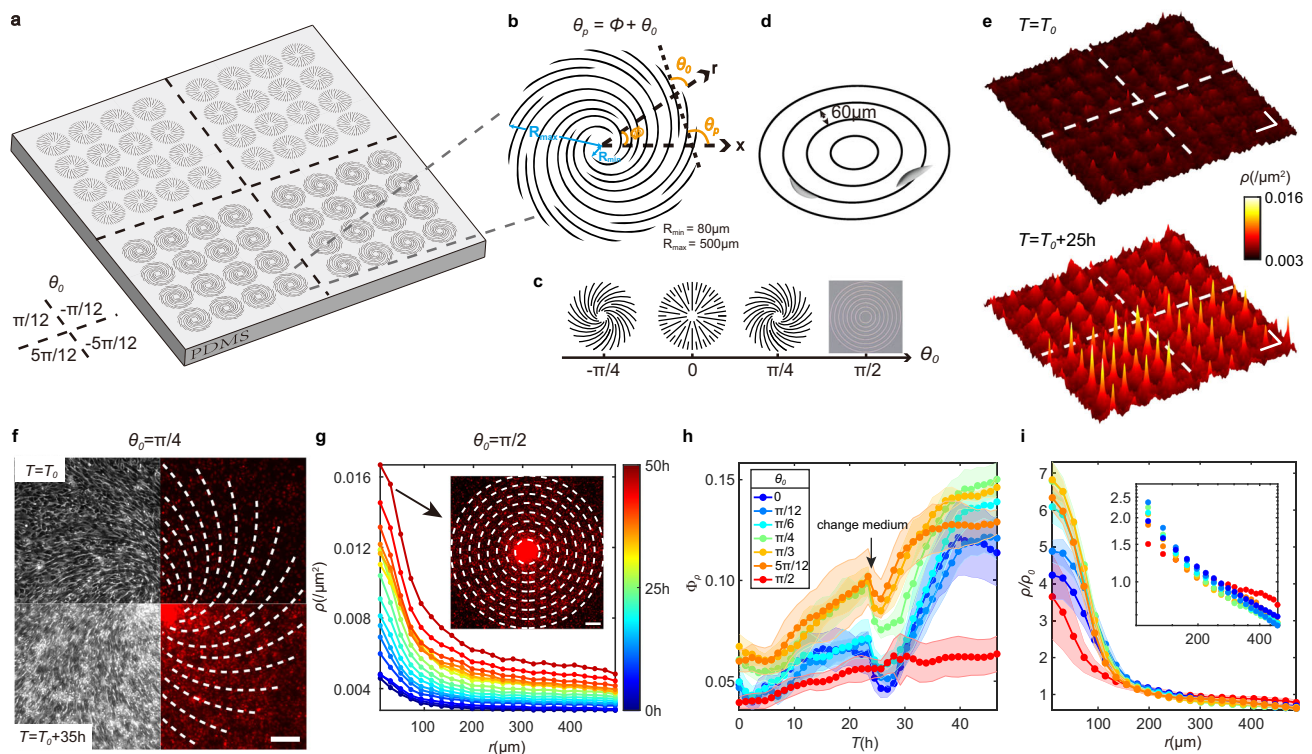 a
θ₀
π/12
-π/12
5π/12
-5π/12
PDMS
b
θₚ = Φ + θ₀
θ₀
r
Φ
θₚ
x
Rmax
Rmin
Rmin = 80μm
Rmax = 500μm
c
-π/4
0
π/4
π/2
θ₀
d
60μm
e
T=T₀
ρ(/μm²)
0.016
0.003
T=T₀+25h
f
θ₀=π/4
T=T₀
T=T₀+35h
g
θ₀=π/2
0.016
0.012
0.008
0.004
ρ(/μm²)
100
200
300
400
r(μm)
50h
25h
0h
h
Φρ
0.15
0.10
0.05
θ₀
0
π/12
π/6
π/4
π/3
5π/12
π/2
change medium
0
10
20
30
40
T(h)
i
ρ/ρ₀
7
6
5
4
3
2
1
100
200
300
400
r(μm)
2.5
2.0
1.5
1.0
200
400